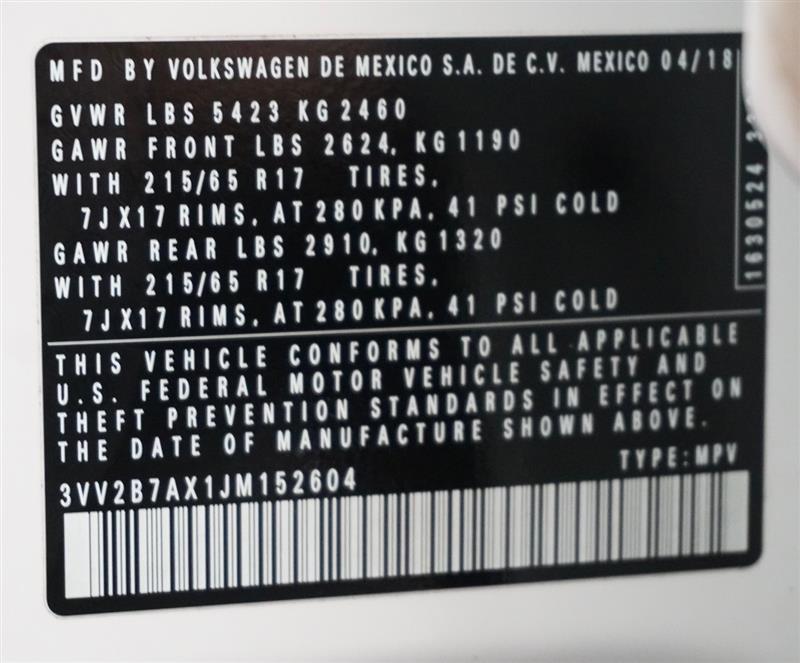 MFD BY VOLKSWAGEN DE MEXICO S.A. DE C.V. MEXICO 04/18
GVWR LBS 5423 KG 2460
GAWR FRONT LBS 2624, KG 1190
WITH 215/65 R17 TIRES,
7JX17 RIMS, AT 280 KPA, 41 PSI COLD
GAWR REAR LBS 2910, KG 1320
WITH 215/65 R17 TIRES,
7JX17 RIMS, AT 280 KPA, 41 PSI COLD
THIS VEHICLE CONFORMS TO ALL APPLICABLE
U.S. FEDERAL MOTOR VEHICLE SAFETY AND
THEFT PREVENTION STANDARDS IN EFFECT ON
THE DATE OF MANUFACTURE SHOWN ABOVE.
TYPE: MPV
3VV2B7AX1JM152604
1630524